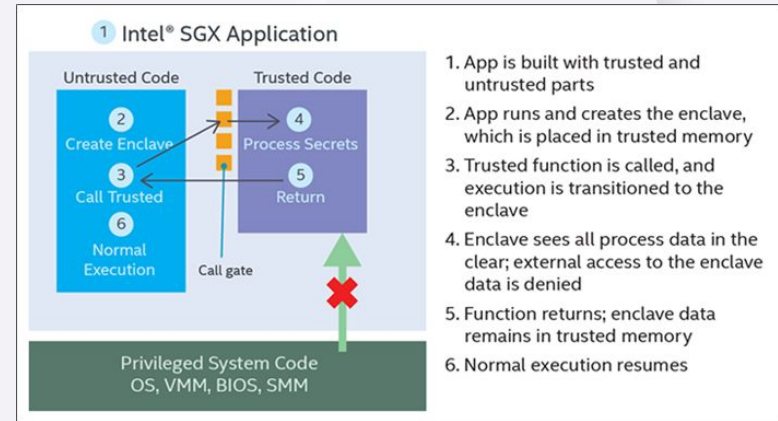 1 Intel® SGX Application
Untrusted Code
Trusted Code
2
Create Enclave
3
Call Trusted
6
Normal
Execution
4
Process Secrets
5
Return
Call gate
Privileged System Code
OS, VMM, BIOS, SMM
1. App is built with trusted and
untrusted parts
2. App runs and creates the enclave,
which is placed in trusted memory
3. Trusted function is called, and
execution is transitioned to the
enclave
4. Enclave sees all process data in the
clear; external access to the enclave
data is denied
5. Function returns; enclave data
remains in trusted memory
6. Normal execution resumes